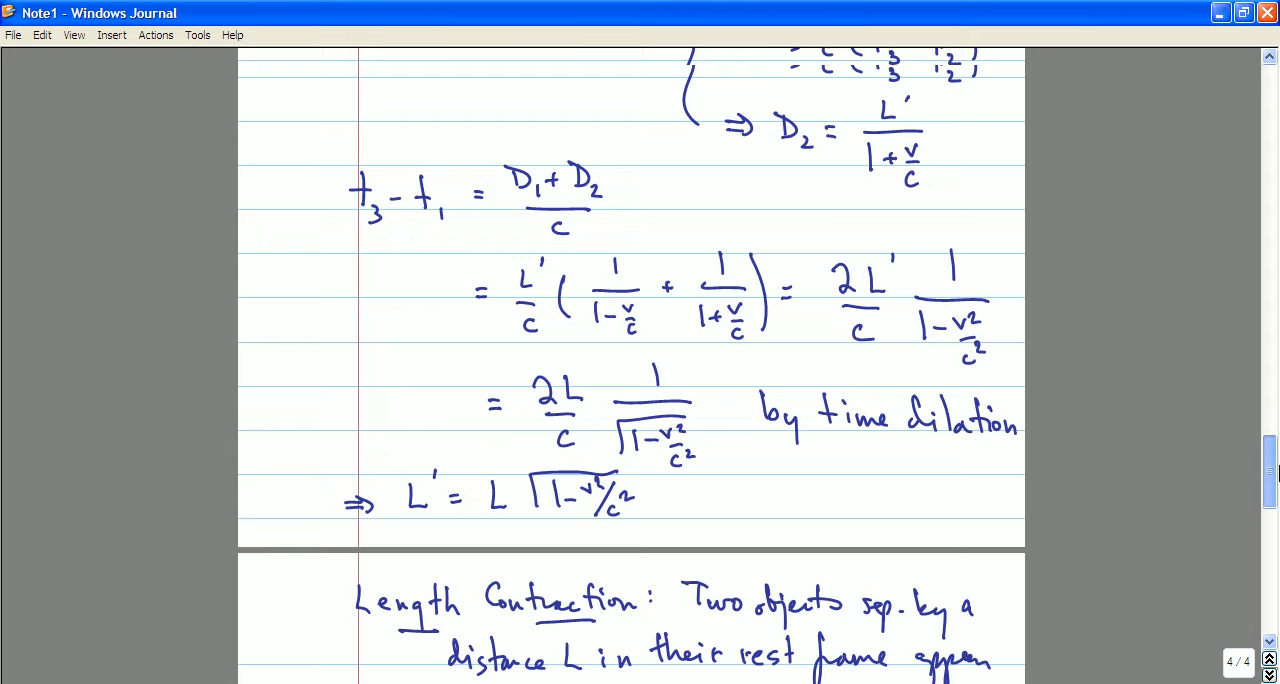 Note1 - Windows Journal
File Edit View Insert Actions Tools Help
⇒ D₂ = L' / (1 + v/c)
t₃ - t₁ = (D₁ + D₂) / c
= L'/c ( 1/(1 - v/c) + 1/(1 + v/c) ) = 2L'/c 1/(1 - v²/c²)
= 2L/c 1/√(1 - v²/c²) by time dilation
⇒ L' = L √(1 - v²/c²)
Length Contraction: Two objects sep. by a
distance L in their rest frame appear
4 / 4